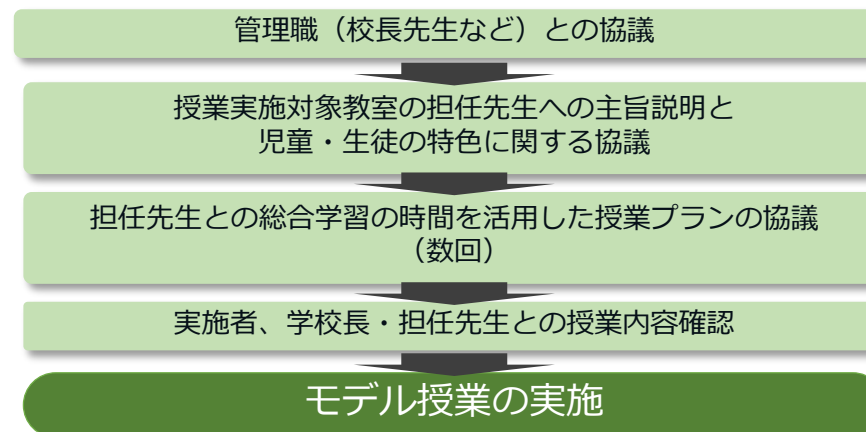 管理職（校長先生など）との協議
授業実施対象教室の担任先生への主旨説明と
児童・生徒の特色に関する協議
担任先生との総合学習の時間を活用した授業プランの協議
（数回）
実施者、学校長・担任先生との授業内容確認
モデル授業の実施